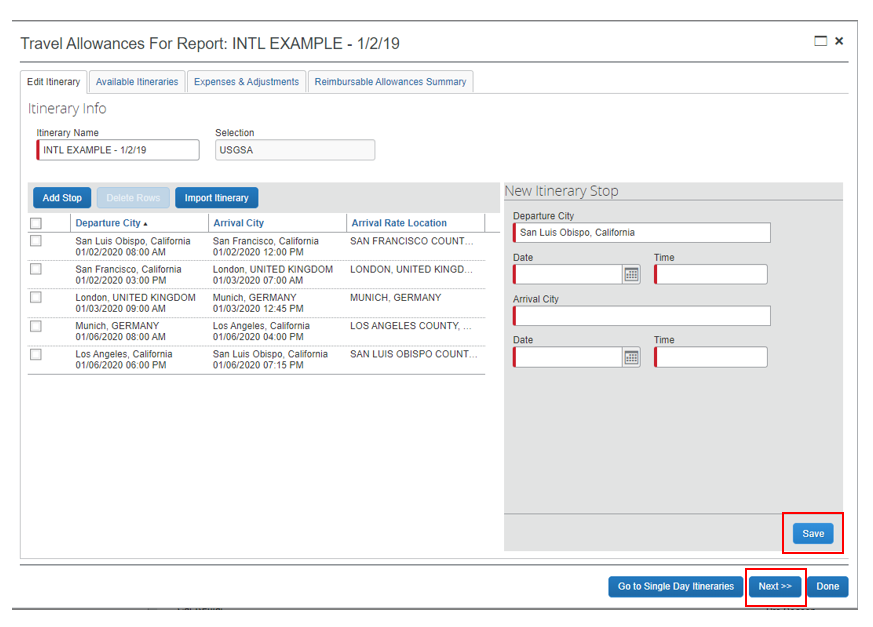 Travel Allowances For Report: INTL EXAMPLE - 1/2/19
Edit Itinerary Available Itineraries Expenses & Adjustments Reimbursable Allowances Summary
Itinerary Info
Itinerary Name Selection
INTL EXAMPLE - 1/2/19 USGSA
Add Stop Delete Rows Import Itinerary
Departure City Arrival City Arrival Rate Location
San Luis Obispo, California San Francisco, California SAN FRANCISCO COUNT...
01/02/2020 08:00 AM 01/02/2020 12:00 PM
San Francisco, California London, UNITED KINGDOM LONDON, UNITED KINGD...
01/02/2020 03:00 PM 01/03/2020 07:00 AM
London, UNITED KINGDOM Munich, GERMANY MUNICH, GERMANY
01/03/2020 09:00 AM 01/03/2020 12:45 PM
Munich, GERMANY Los Angeles, California LOS ANGELES COUNTY, ...
01/06/2020 08:00 AM 01/06/2020 04:00 PM
Los Angeles, California San Luis Obispo, California SAN LUIS OBISPO COUNT...
01/06/2020 06:00 PM 01/06/2020 07:15 PM
New Itinerary Stop
Departure City
San Luis Obispo, California
Date Time
Arrival City
Date Time
Save
Go to Single Day Itineraries Next >> Done